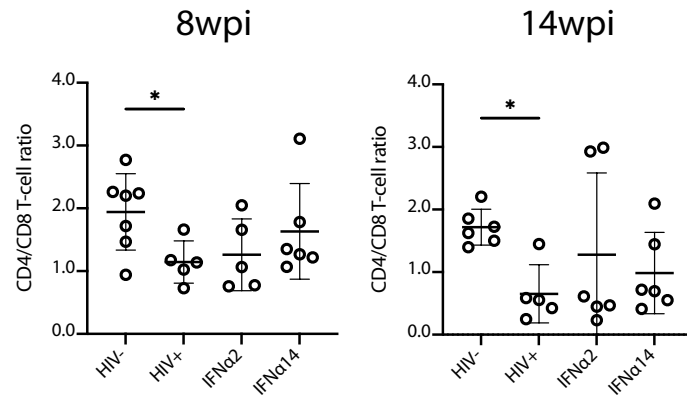 8wpi
14wpi
CD4/CD8 T-cell ratio
4.0
3.0
2.0
1.0
0.0
*
HIV-
HIV+
IFNα2
IFNα14
CD4/CD8 T-cell ratio
4.0
3.0
2.0
1.0
0.0
*
HIV-
HIV+
IFNα2
IFNα14